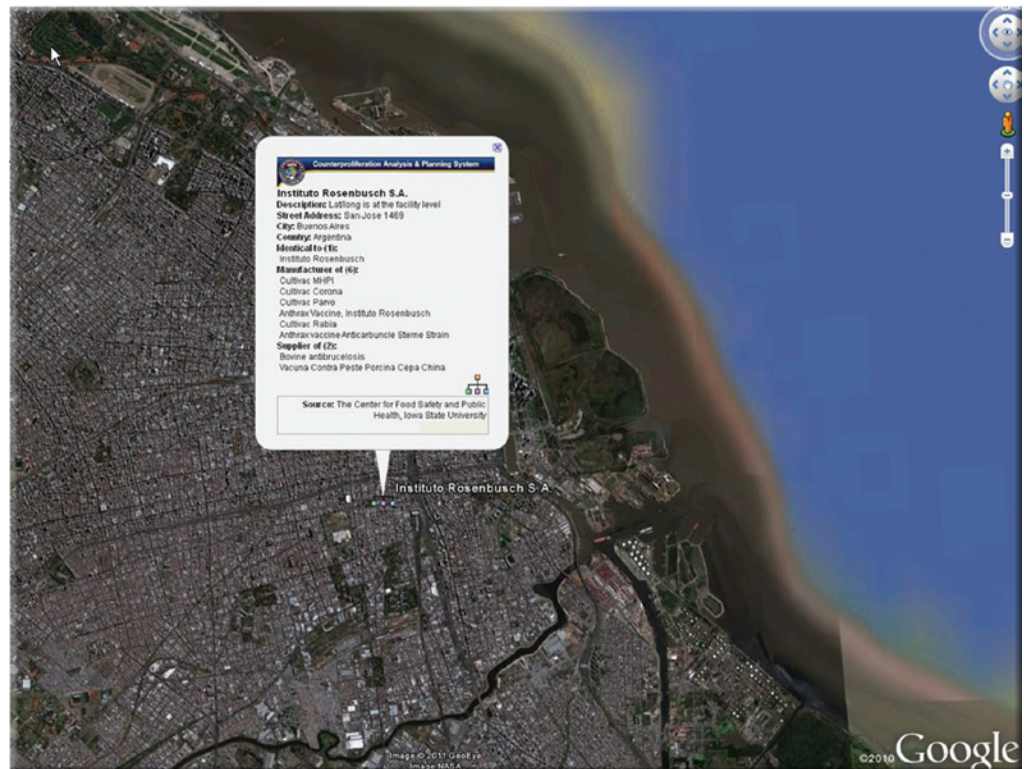 Counterproliferation Analysis & Planning System
Instituto Rosenbusch S.A.
Description: Lat/long is at the facility level
Street Address: San Jose 1469
City: Buenos Aires
Country: Argentina
Identical to (1):
Instituto Rosenbusch
Manufacturer of (6):
Cultivac MHPI
Cultivac Corona
Cultivac Parvo
Anthrax Vaccine, Instituto Rosenbusch
Cultivac Rabia
Anthrax vaccine Anticarbuncle Sterne Strain
Supplier of (2):
Bovine antibrucelosis
Vacuna Contra Peste Porcina Cepa China
Source: The Center for Food Safety and Public
Health, Iowa State University
Instituto Rosenbusch S.A.
Image © 2011 GeoEye
Image NASA
©2010 Google